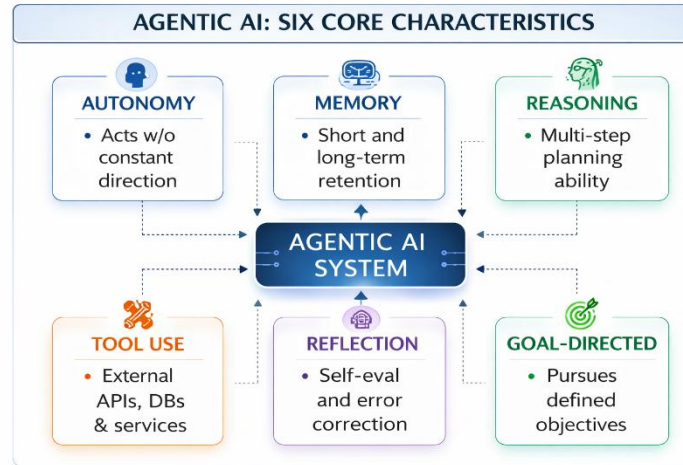 AGENTIC AI: SIX CORE CHARACTERISTICS
AUTONOMY
• Acts w/o
constant
direction
MEMORY
• Short and
long-term
retention
REASONING
• Multi-step
planning
ability
AGENTIC AI
SYSTEM
TOOL USE
• External
APIs, DBs
& services
REFLECTION
• Self-eval
and error
correction
GOAL-DIRECTED
• Pursues
defined
objectives